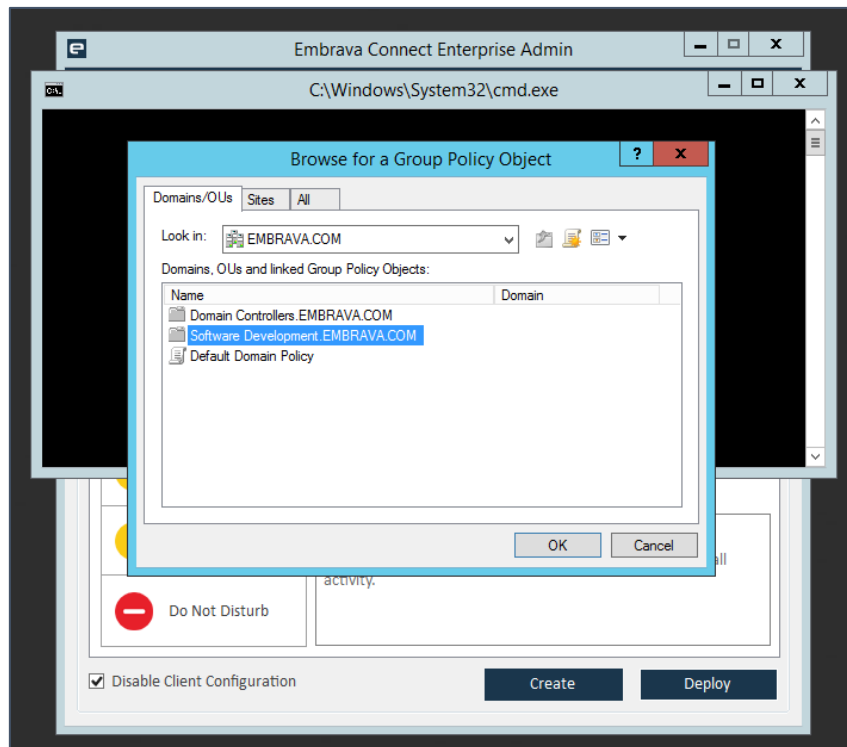 Embrava Connect Enterprise Admin
C:\Windows\System32\cmd.exe
Browse for a Group Policy Object
Domains/OUs Sites All
Look in: EMBRAVA.COM
Domains, OUs and linked Group Policy Objects:
Name Domain
Domain Controllers.EMBRAVA.COM
Software Development.EMBRAVA.COM
Default Domain Policy
OK Cancel
all
activity.
Do Not Disturb
Disable Client Configuration Create Deploy